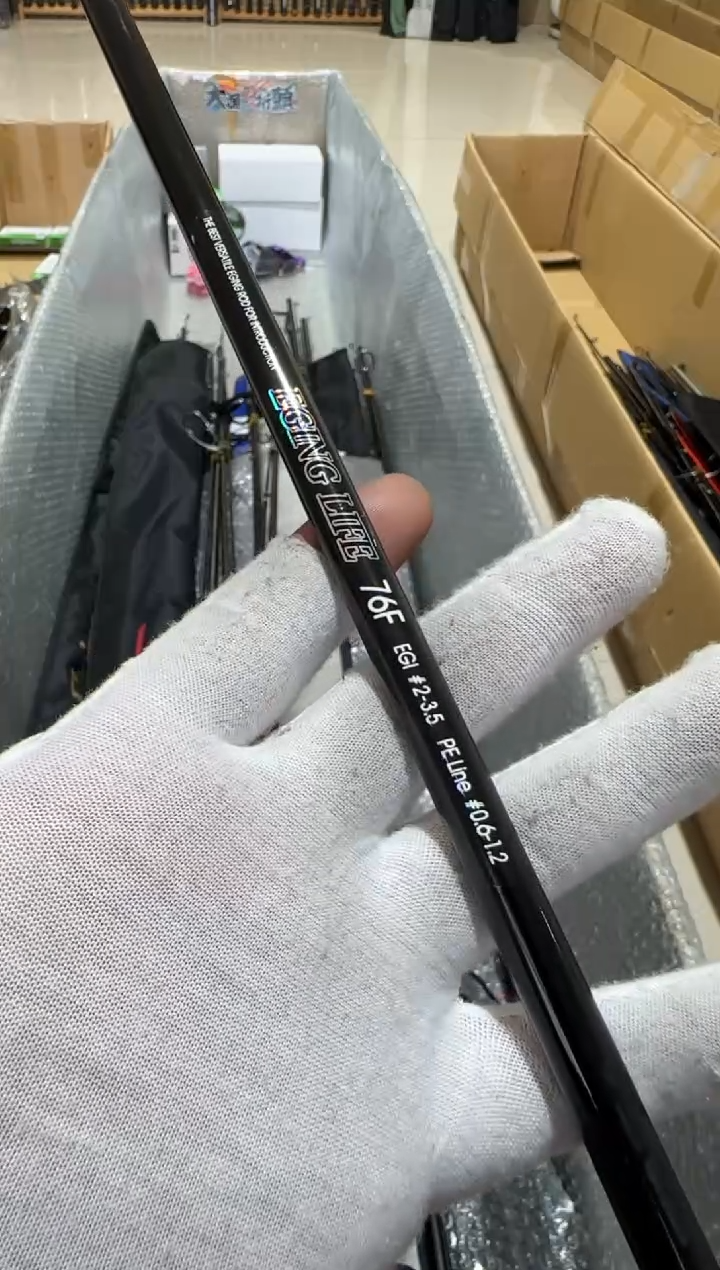 THE BEST VERSATILE EGING ROD FOR INTRODUCTION
EGING LIFE 76F EGI #2-3.5 PE Line #0.6-1.2